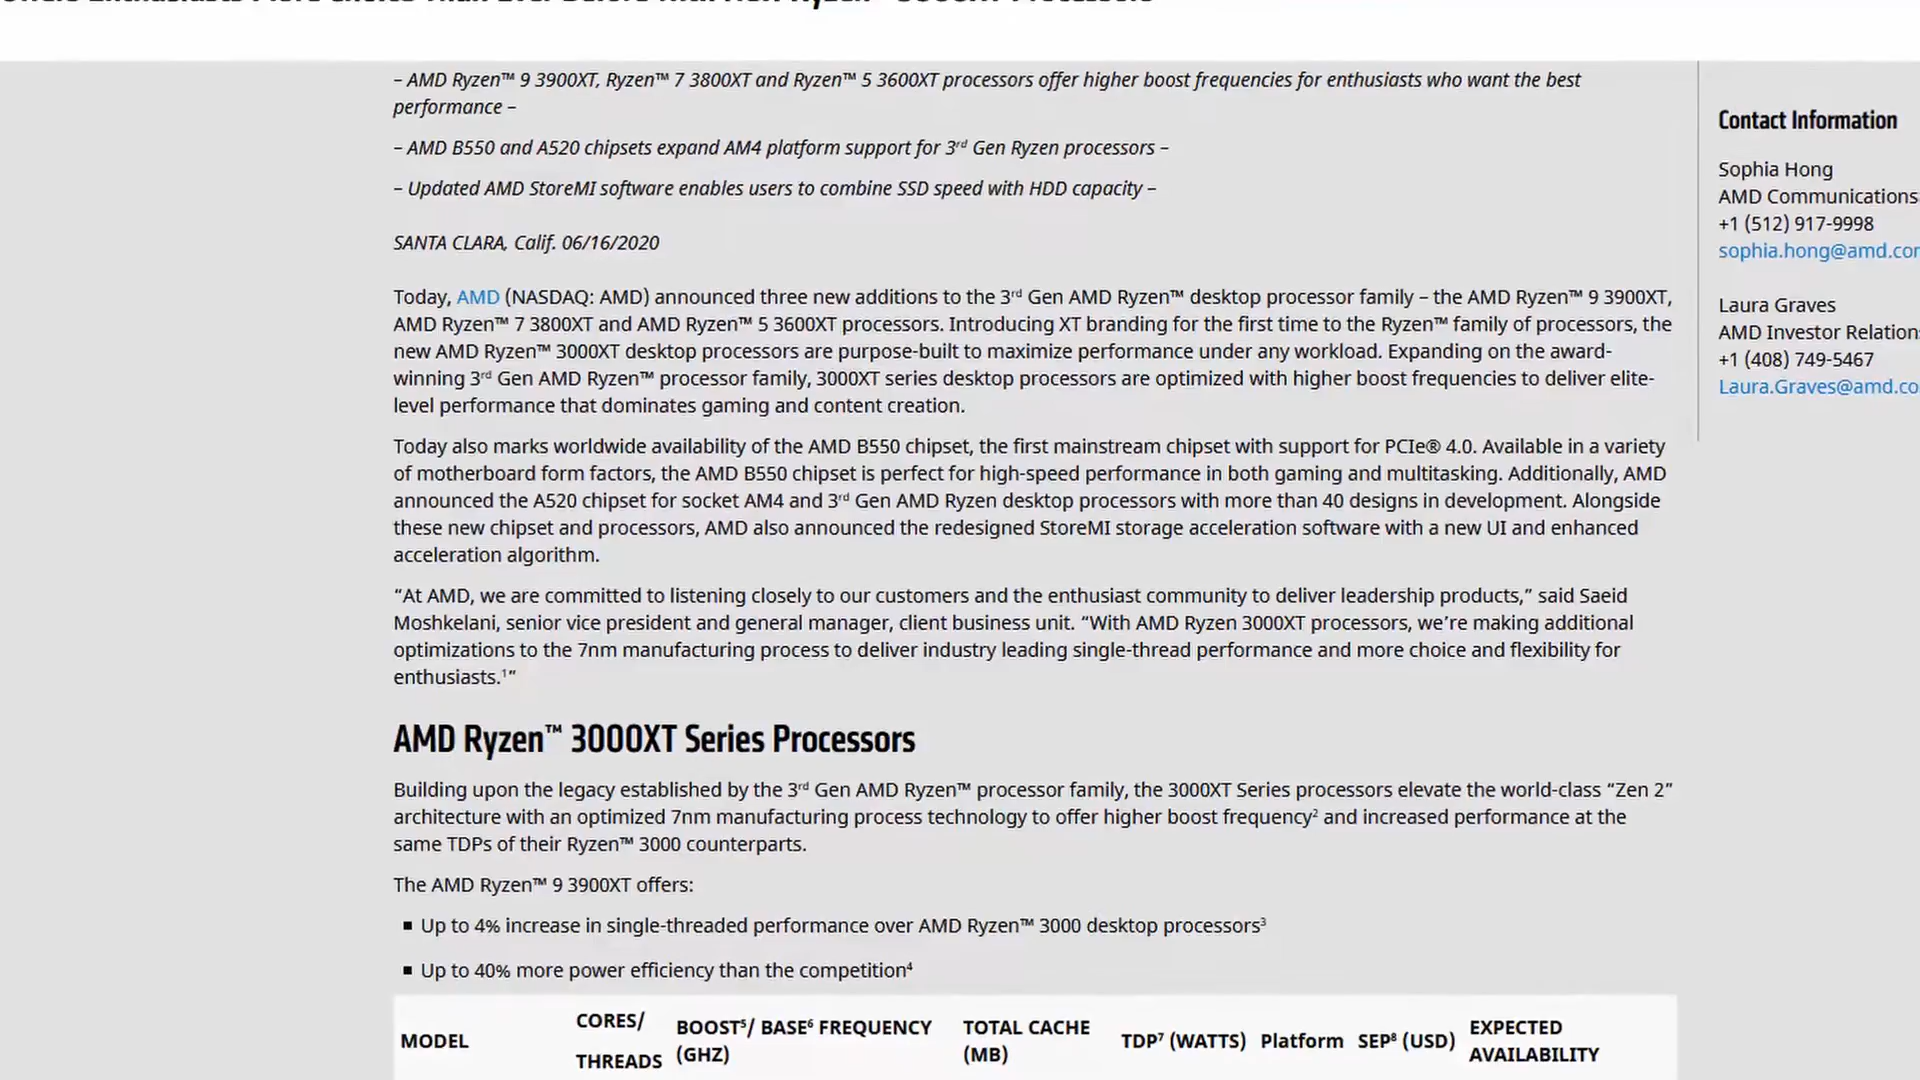 – AMD Ryzen™ 9 3900XT, Ryzen™ 7 3800XT and Ryzen™ 5 3600XT processors offer higher boost frequencies for enthusiasts who want the best
performance –
– AMD B550 and A520 chipsets expand AM4 platform support for 3rd Gen Ryzen processors –
– Updated AMD StoreMI software enables users to combine SSD speed with HDD capacity –
SANTA CLARA, Calif. 06/16/2020
Today, AMD (NASDAQ: AMD) announced three new additions to the 3rd Gen AMD Ryzen™ desktop processor family – the AMD Ryzen™ 9 3900XT,
AMD Ryzen™ 7 3800XT and AMD Ryzen™ 5 3600XT processors. Introducing XT branding for the first time to the Ryzen™ family of processors, the
new AMD Ryzen™ 3000XT desktop processors are purpose-built to maximize performance under any workload. Expanding on the award-
winning 3rd Gen AMD Ryzen™ processor family, 3000XT series desktop processors are optimized with higher boost frequencies to deliver elite-
level performance that dominates gaming and content creation.
Today also marks worldwide availability of the AMD B550 chipset, the first mainstream chipset with support for PCIe® 4.0. Available in a variety
of motherboard form factors, the AMD B550 chipset is perfect for high-speed performance in both gaming and multitasking. Additionally, AMD
announced the A520 chipset for socket AM4 and 3rd Gen AMD Ryzen desktop processors with more than 40 designs in development. Alongside
these new chipset and processors, AMD also announced the redesigned StoreMI storage acceleration software with a new UI and enhanced
acceleration algorithm.
“At AMD, we are committed to listening closely to our customers and the enthusiast community to deliver leadership products,” said Saeid
Moshkelani, senior vice president and general manager, client business unit. “With AMD Ryzen 3000XT processors, we’re making additional
optimizations to the 7nm manufacturing process to deliver industry leading single-thread performance and more choice and flexibility for
enthusiasts.¹”
AMD Ryzen™ 3000XT Series Processors
Building upon the legacy established by the 3rd Gen AMD Ryzen™ processor family, the 3000XT Series processors elevate the world-class “Zen 2”
architecture with an optimized 7nm manufacturing process technology to offer higher boost frequency² and increased performance at the
same TDPs of their Ryzen™ 3000 counterparts.
The AMD Ryzen™ 9 3900XT offers:
▪ Up to 4% increase in single-threaded performance over AMD Ryzen™ 3000 desktop processors³
▪ Up to 40% more power efficiency than the competition⁴
MODEL
CORES/
THREADS
BOOST⁵/ BASE⁶ FREQUENCY
(GHZ)
TOTAL CACHE
(MB)
TDP⁷ (WATTS)
Platform
SEP⁸ (USD)
EXPECTED
AVAILABILITY
Contact Information
Sophia Hong
AMD Communications
+1 (512) 917-9998
sophia.hong@amd.co
Laura Graves
AMD Investor Relation
+1 (408) 749-5467
Laura.Graves@amd.co